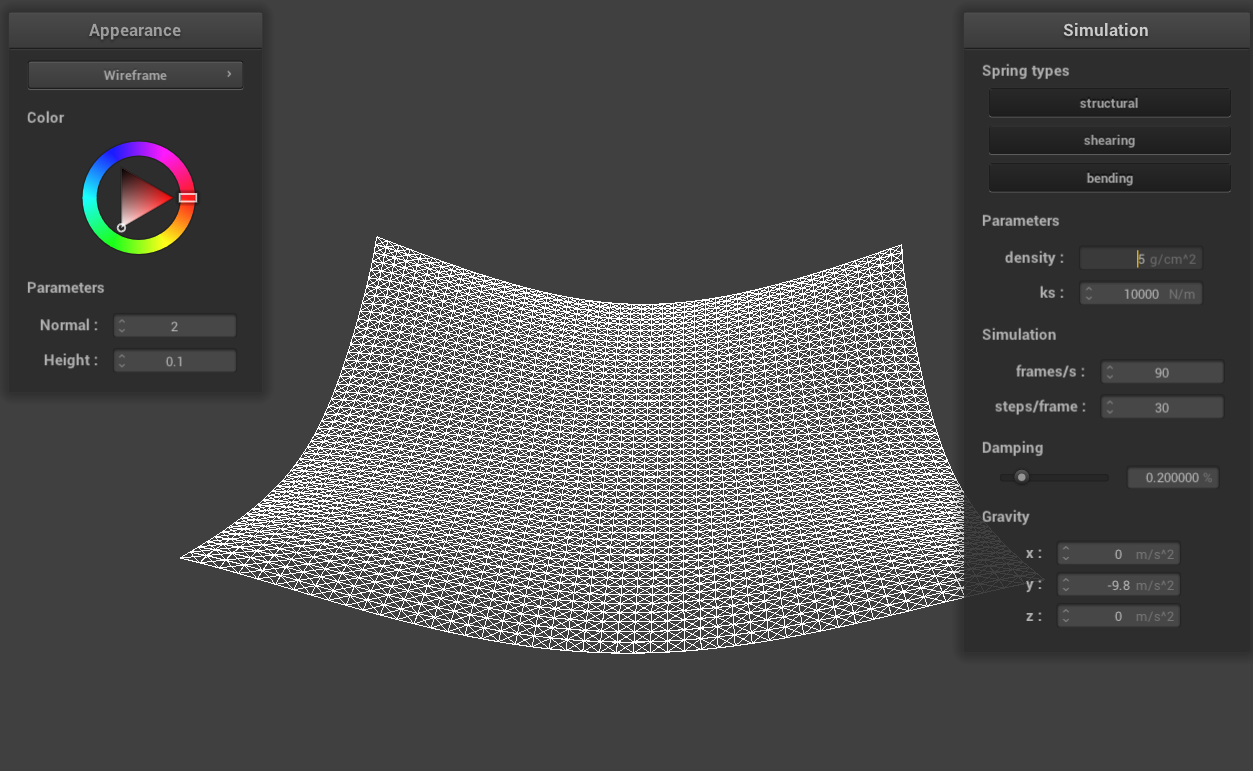 Appearance
Wireframe ›
Color
Parameters
Normal : 2
Height : 0.1
Simulation
Spring types
structural
shearing
bending
Parameters
density : 5 g/cm^2
ks : 10000 N/m
Simulation
frames/s : 90
steps/frame : 30
Damping
0.200000 %
Gravity
x : 0 m/s^2
y : -9.8 m/s^2
z : 0 m/s^2